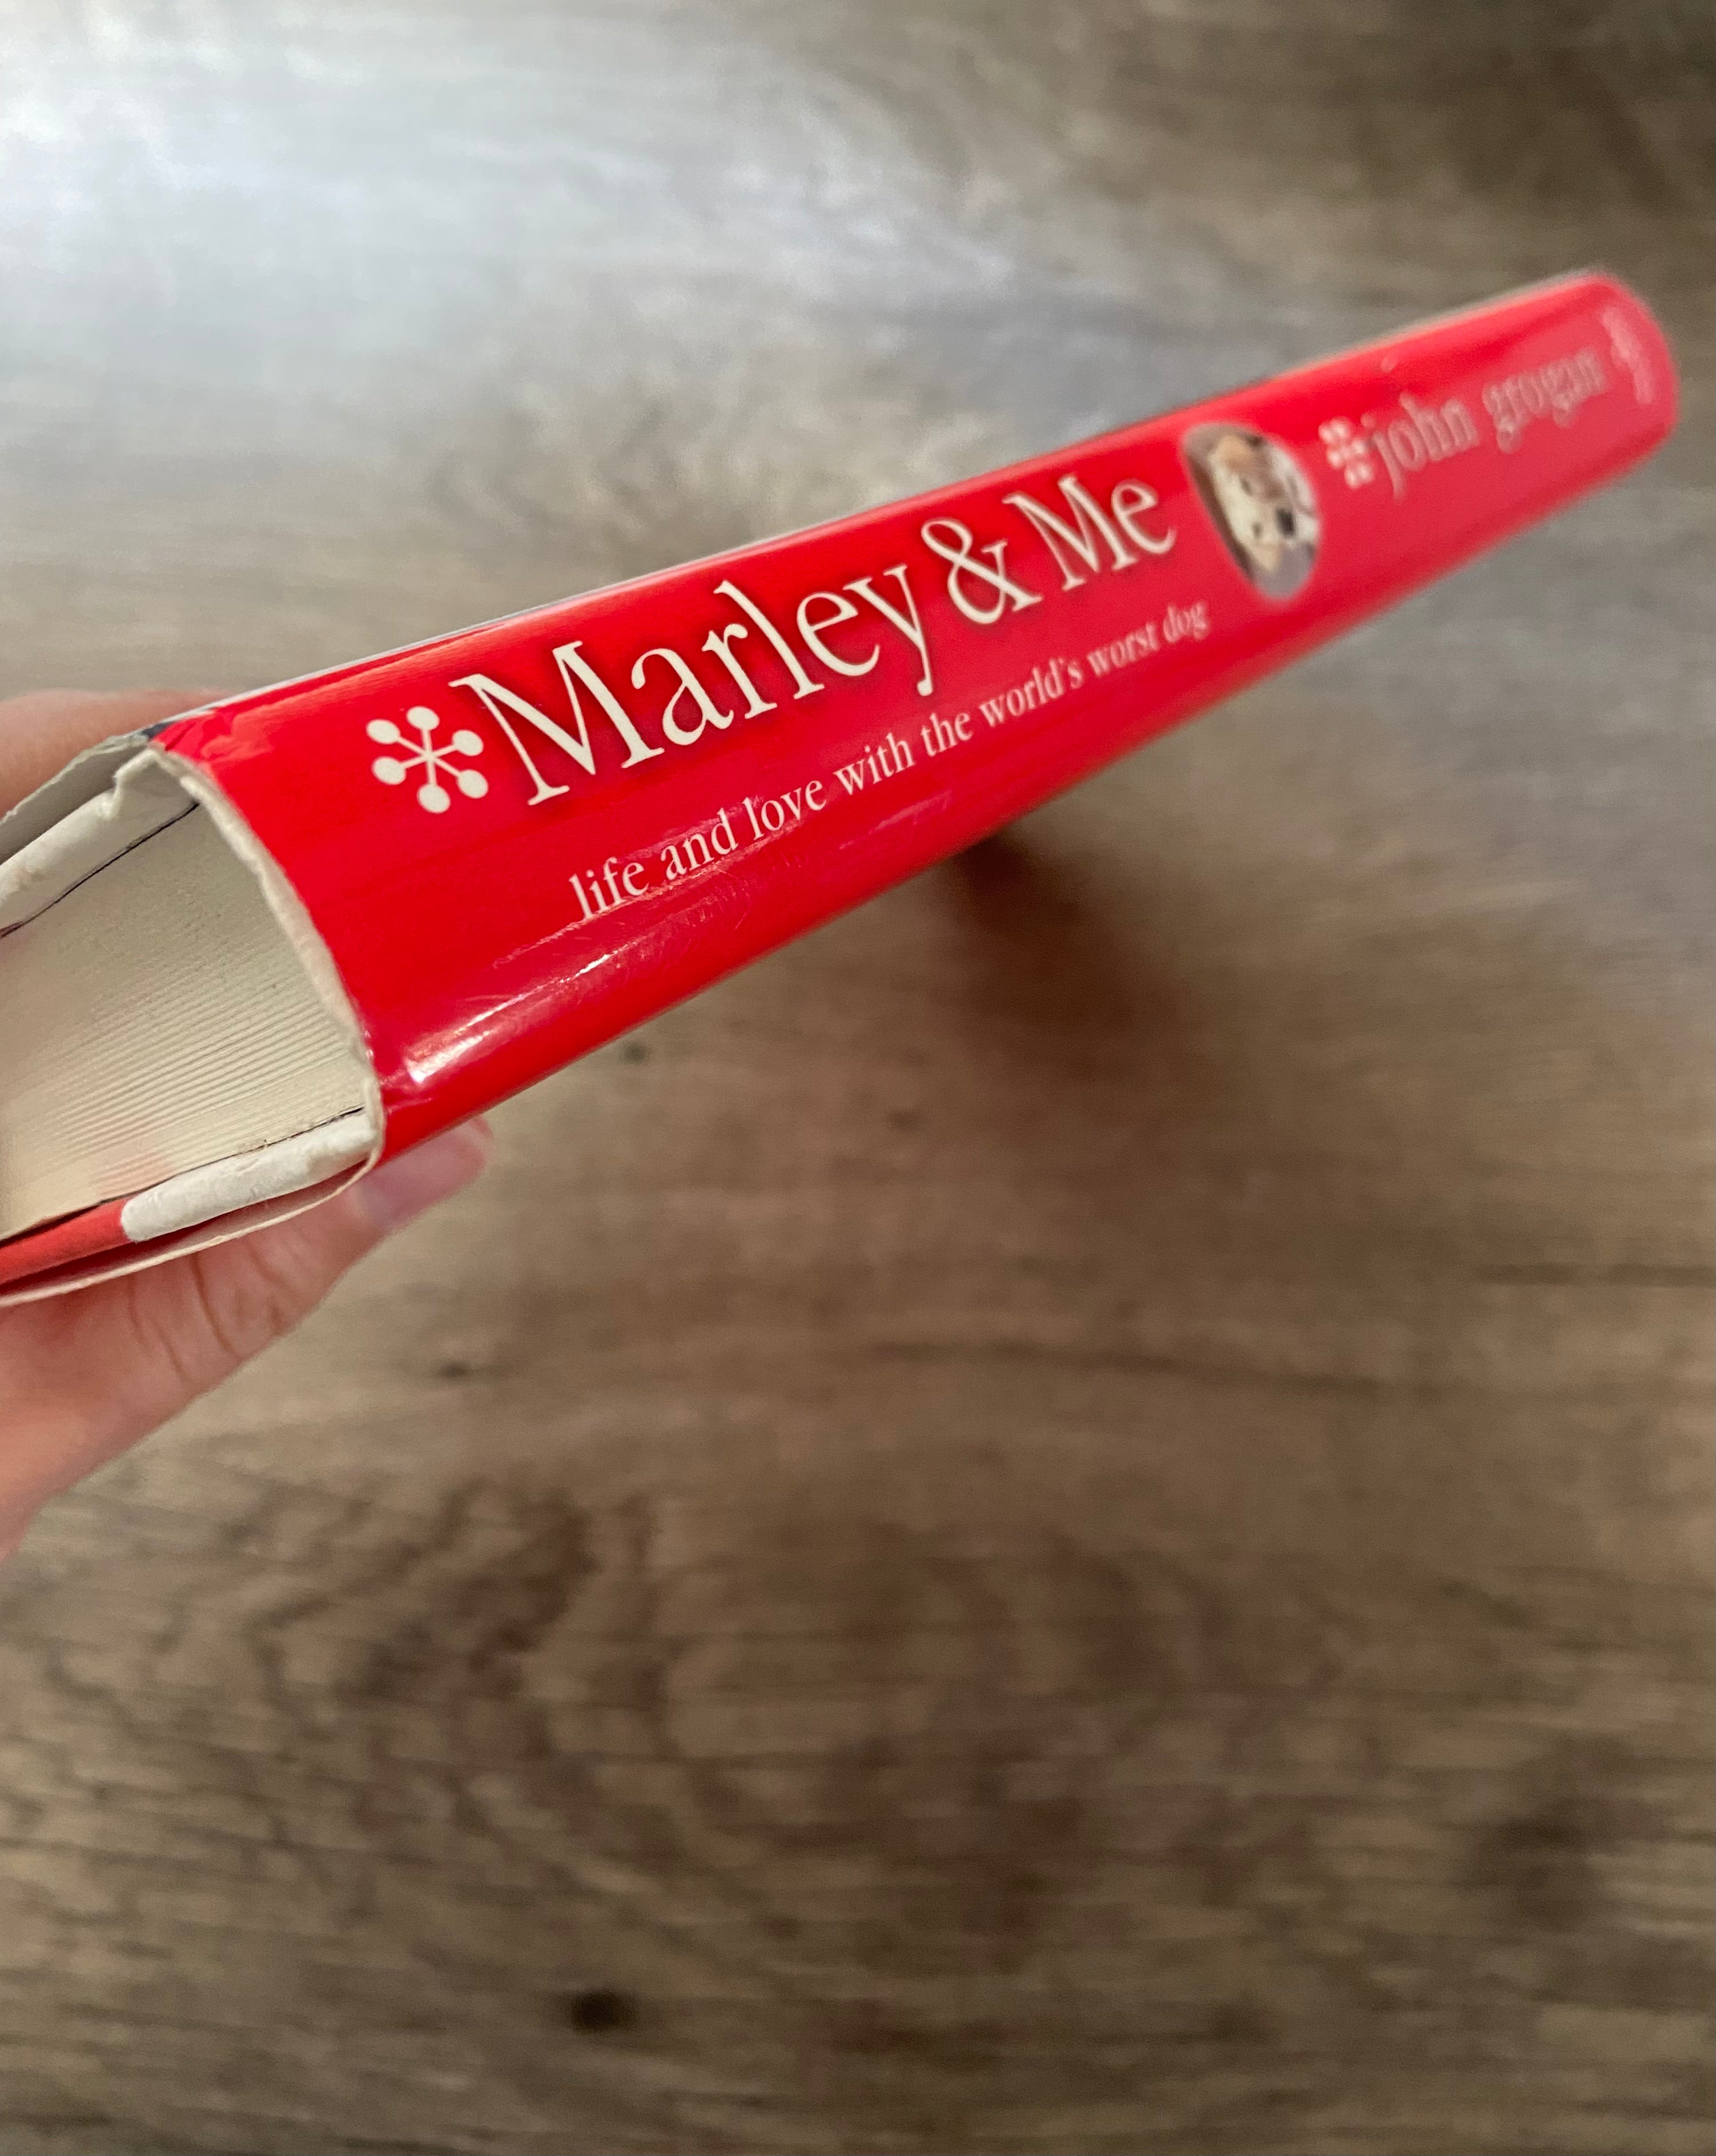 Marley & Me
life and love with the world's worst dog
john grogan